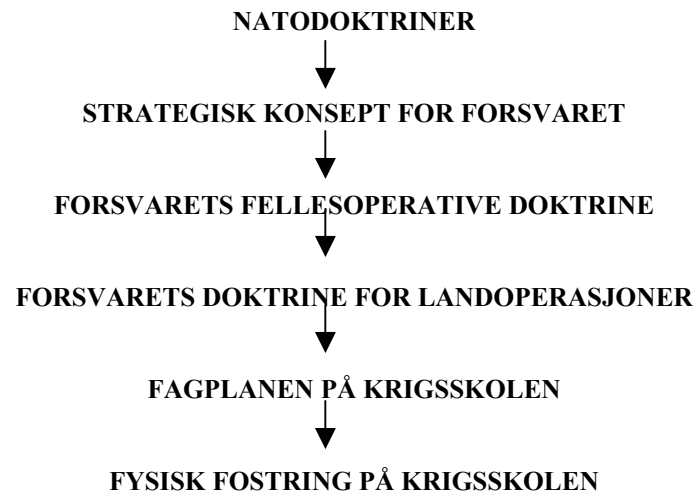 NATODOKTRINER
STRATEGISK KONSEPT FOR FORSVARET
FORSVARETS FELLESOPERATIVE DOKTRINE
FORSVARETS DOKTRINE FOR LANDOPERASJONER
FAGPLANEN PÅ KRIGSSKOLEN
FYSISK FOSTRING PÅ KRIGSSKOLEN